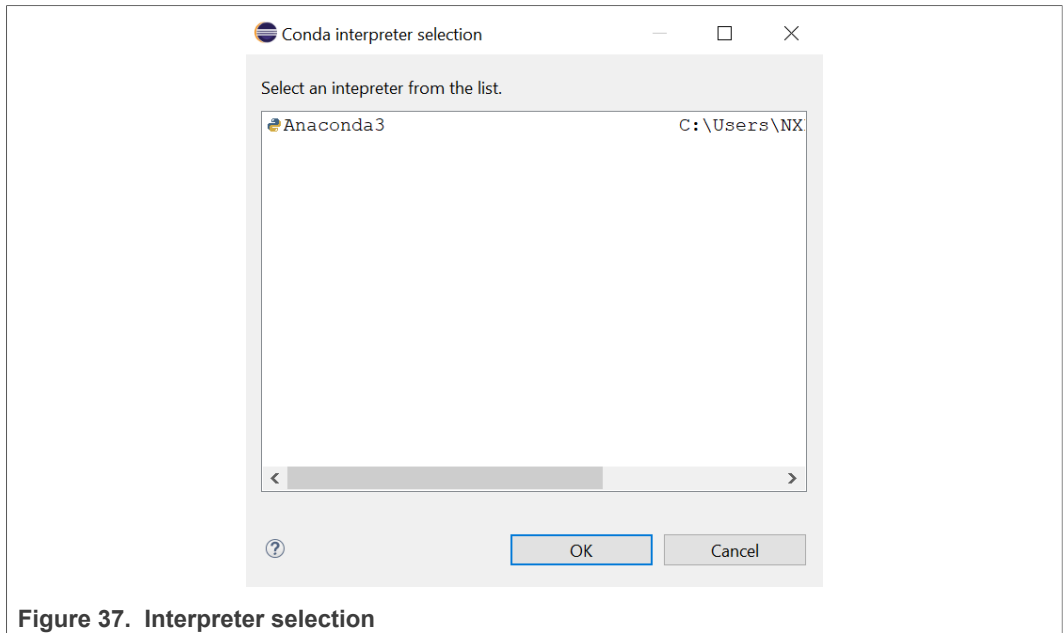 Conda interpreter selection
Select an intepreter from the list.
Anaconda3 C:\Users\NX
OK Cancel
Figure 37. Interpreter selection